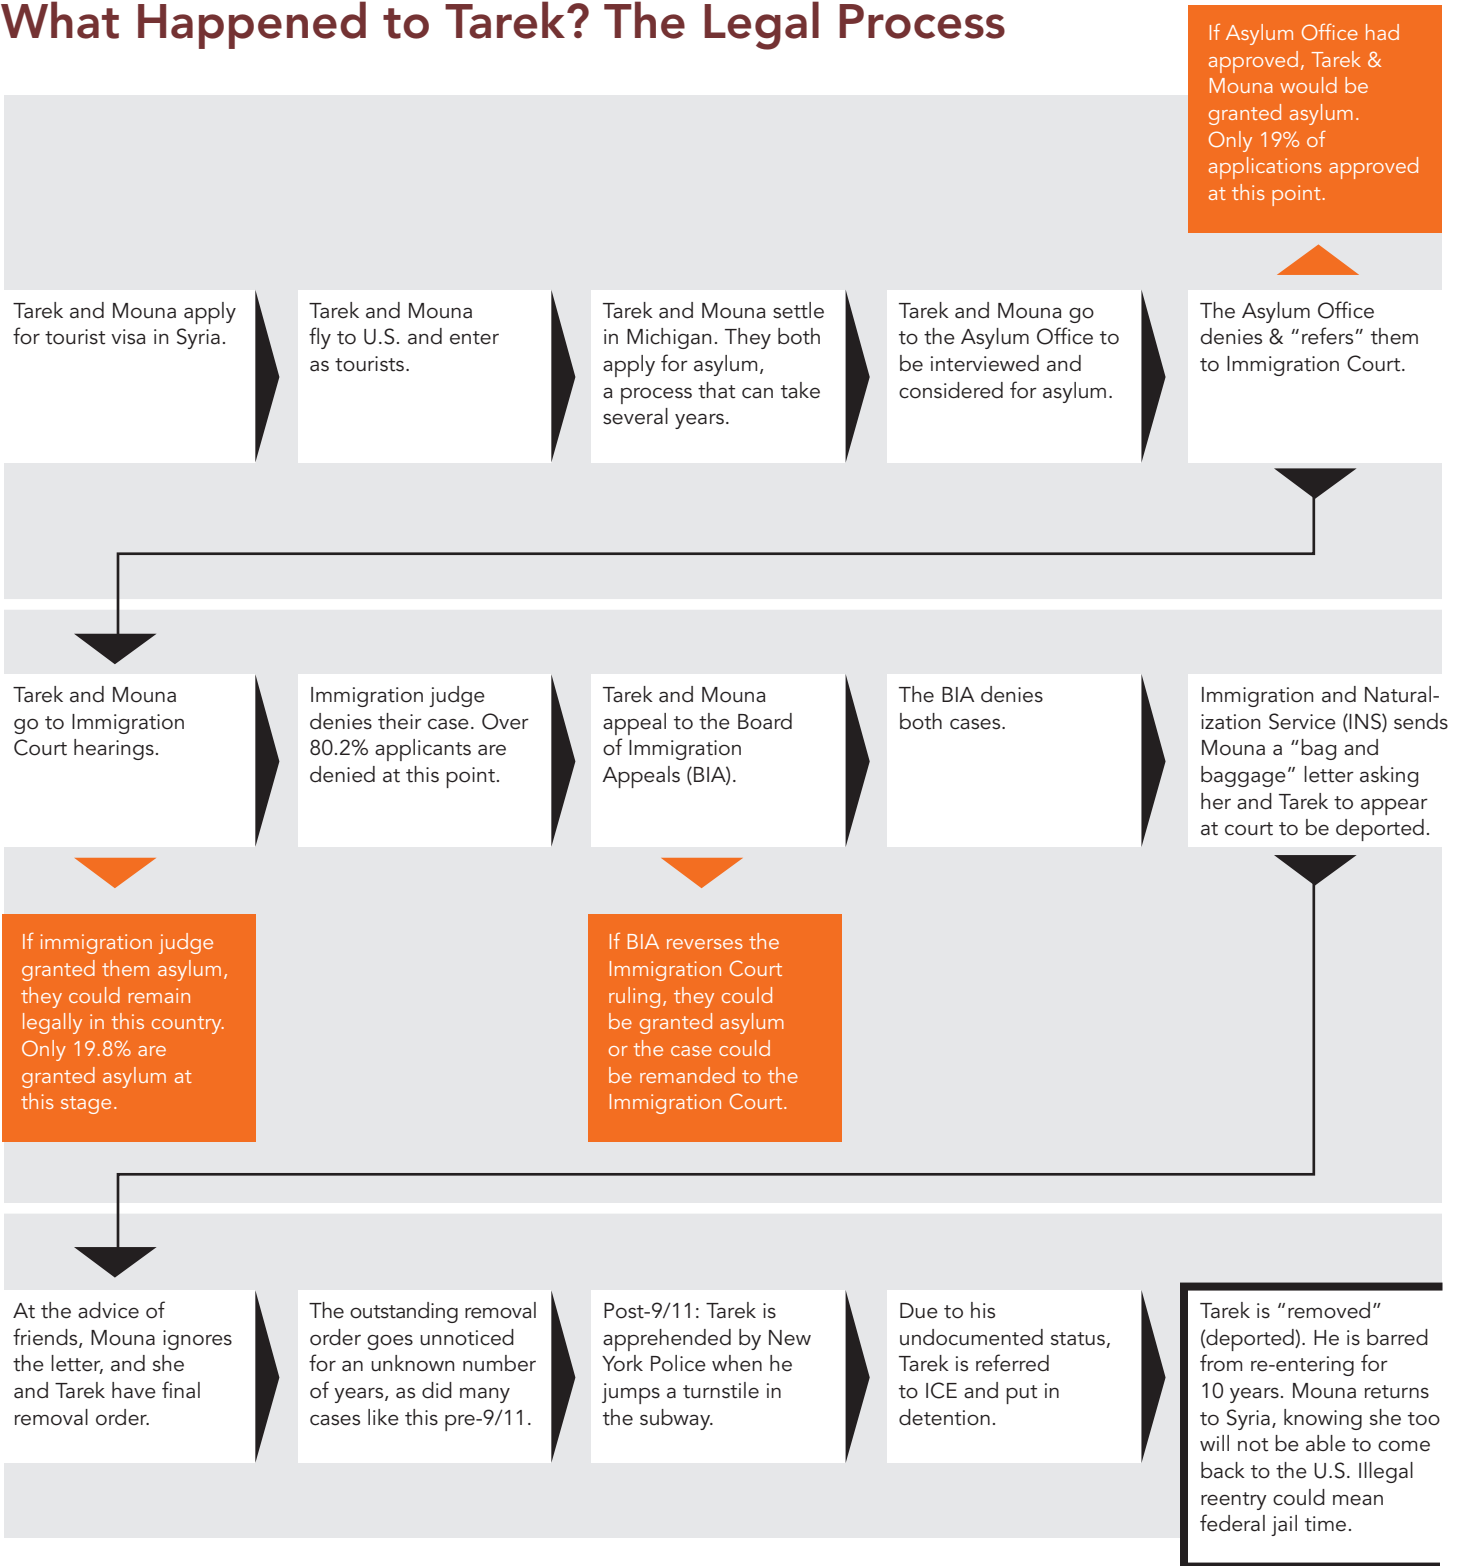 What Happened to Tarek? The Legal Process
If Asylum Office had
approved, Tarek &
Mouna would be
granted asylum.
Only 19% of
applications approved
at this point.
Tarek and Mouna apply
for tourist visa in Syria.
Tarek and Mouna
fly to U.S. and enter
as tourists.
Tarek and Mouna settle
in Michigan. They both
apply for asylum,
a process that can take
several years.
Tarek and Mouna go
to the Asylum Office to
be interviewed and
considered for asylum.
The Asylum Office
denies & “refers” them
to Immigration Court.
Tarek and Mouna
go to Immigration
Court hearings.
Immigration judge
denies their case. Over
80.2% applicants are
denied at this point.
Tarek and Mouna
appeal to the Board
of Immigration
Appeals (BIA).
The BIA denies
both cases.
Immigration and Natural-
ization Service (INS) sends
Mouna a “bag and
baggage” letter asking
her and Tarek to appear
at court to be deported.
If immigration judge
granted them asylum,
they could remain
legally in this country.
Only 19.8% are
granted asylum at
this stage.
If BIA reverses the
Immigration Court
ruling, they could
be granted asylum
or the case could
be remanded to the
Immigration Court.
At the advice of
friends, Mouna ignores
the letter, and she
and Tarek have final
removal order.
The outstanding removal
order goes unnoticed
for an unknown number
of years, as did many
cases like this pre-9/11.
Post-9/11: Tarek is
apprehended by New
York Police when he
jumps a turnstile in
the subway.
Due to his
undocumented status,
Tarek is referred
to ICE and put in
detention.
Tarek is “removed”
(deported). He is barred
from re-entering for
10 years. Mouna returns
to Syria, knowing she too
will not be able to come
back to the U.S. Illegal
reentry could mean
federal jail time.